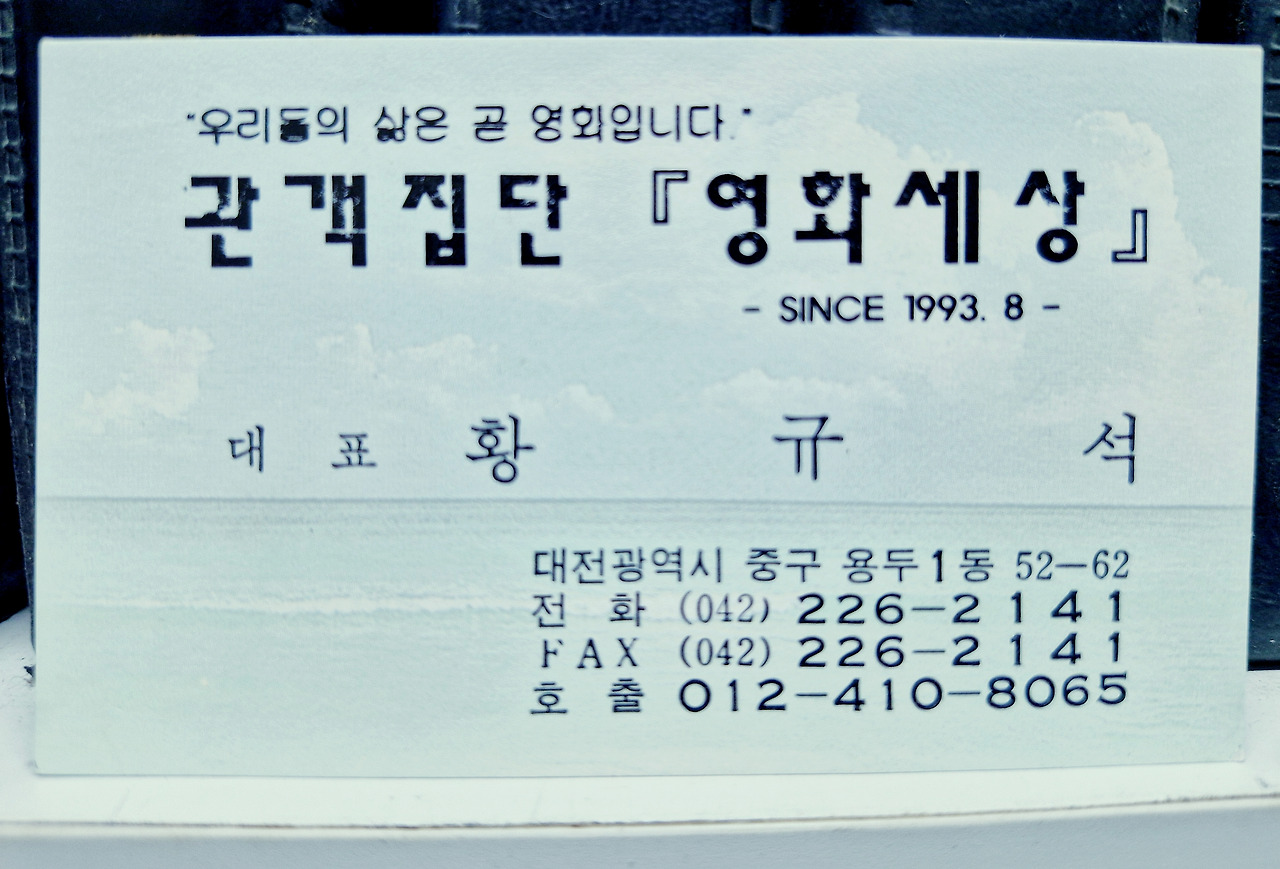 "우리들의 삶은 곧 영화입니다."
관객집단 『영화세상』
- SINCE 1993. 8 -
대 표 황 규 석
대전광역시 중구 용두1동 52-62
전 화 (042) 226-2141
FAX (042) 226-2141
호 출 012-410-8065